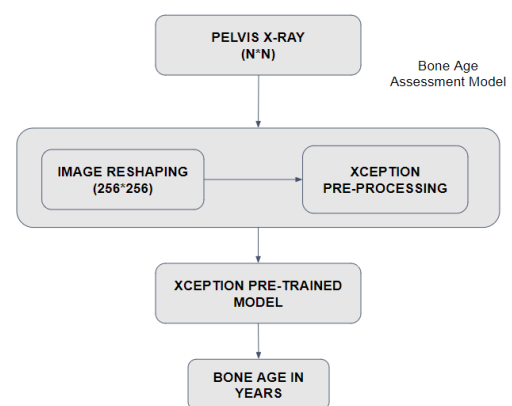 PELVIS X-RAY
(N*N)
Bone Age
Assessment Model
IMAGE RESHAPING
(256*256)
XCEPTION
PRE-PROCESSING
XCEPTION PRE-TRAINED
MODEL
BONE AGE IN
YEARS